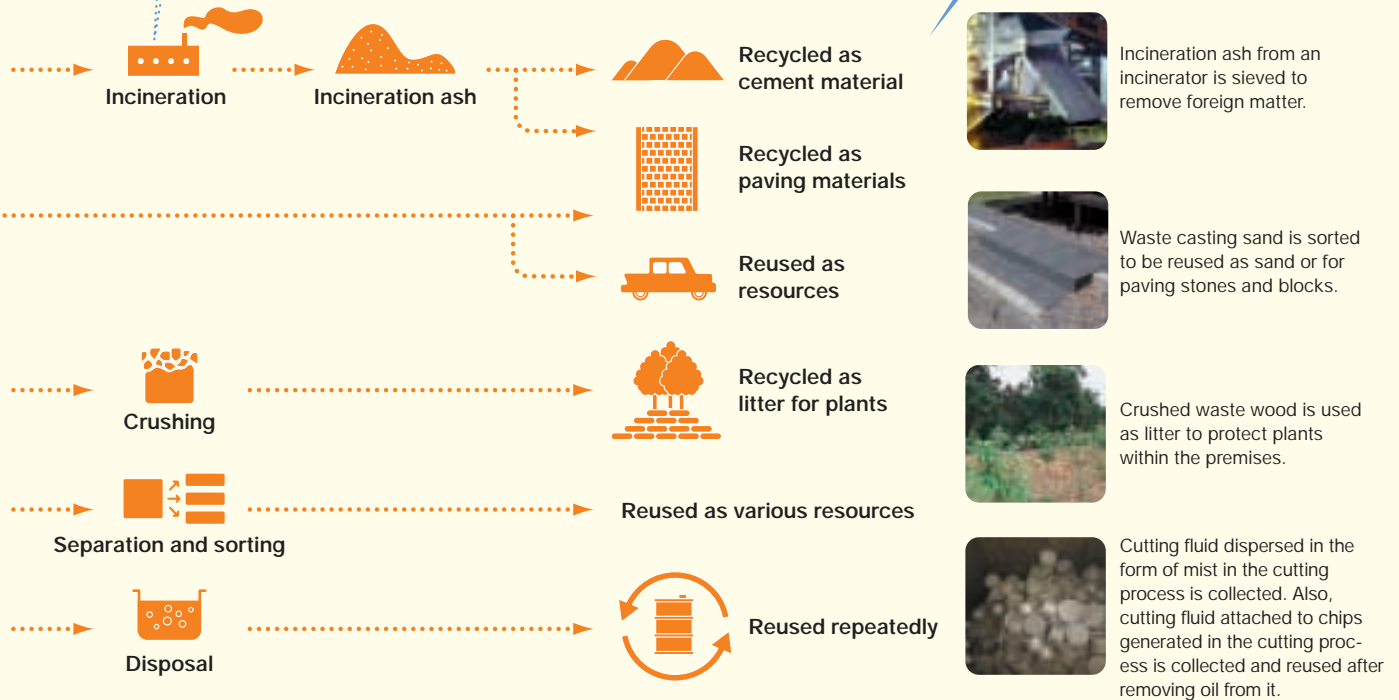 Incineration
Incineration ash
Recycled as
cement material
Recycled as
paving materials
Reused as
resources
Crushing
Recycled as
litter for plants
Separation and sorting
Reused as various resources
Disposal
Reused repeatedly
Incineration ash from an
incinerator is sieved to
remove foreign matter.
Waste casting sand is sorted
to be reused as sand or for
paving stones and blocks.
Crushed waste wood is used
as litter to protect plants
within the premises.
Cutting fluid dispersed in the
form of mist in the cutting
process is collected. Also,
cutting fluid attached to chips
generated in the cutting proc-
ess is collected and reused after
removing oil from it.